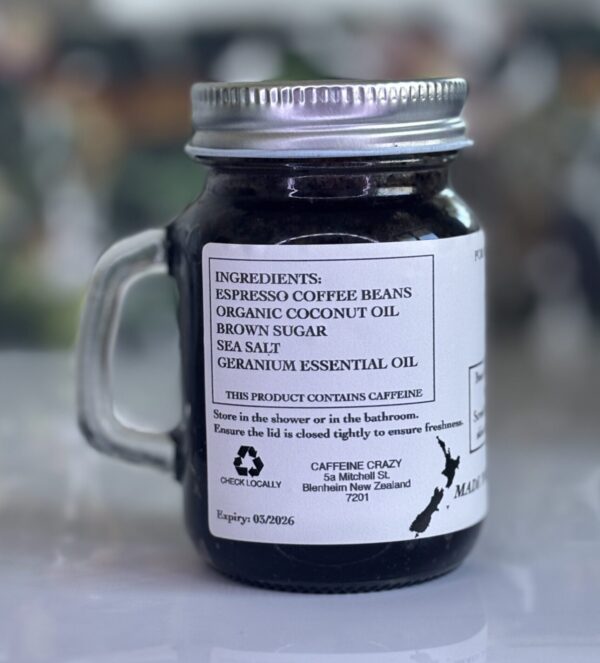 INGREDIENTS:
ESPRESSO COFFEE BEANS
ORGANIC COCONUT OIL
BROWN SUGAR
SEA SALT
GERANIUM ESSENTIAL OIL
THIS PRODUCT CONTAINS CAFFEINE
Store in the shower or in the bathroom.
Ensure the lid is closed tightly to ensure freshness.
CHECK LOCALLY
CAFFEINE CRAZY
5a Mitchell St.
Blenheim New Zealand
7201
Expiry: 03/2026